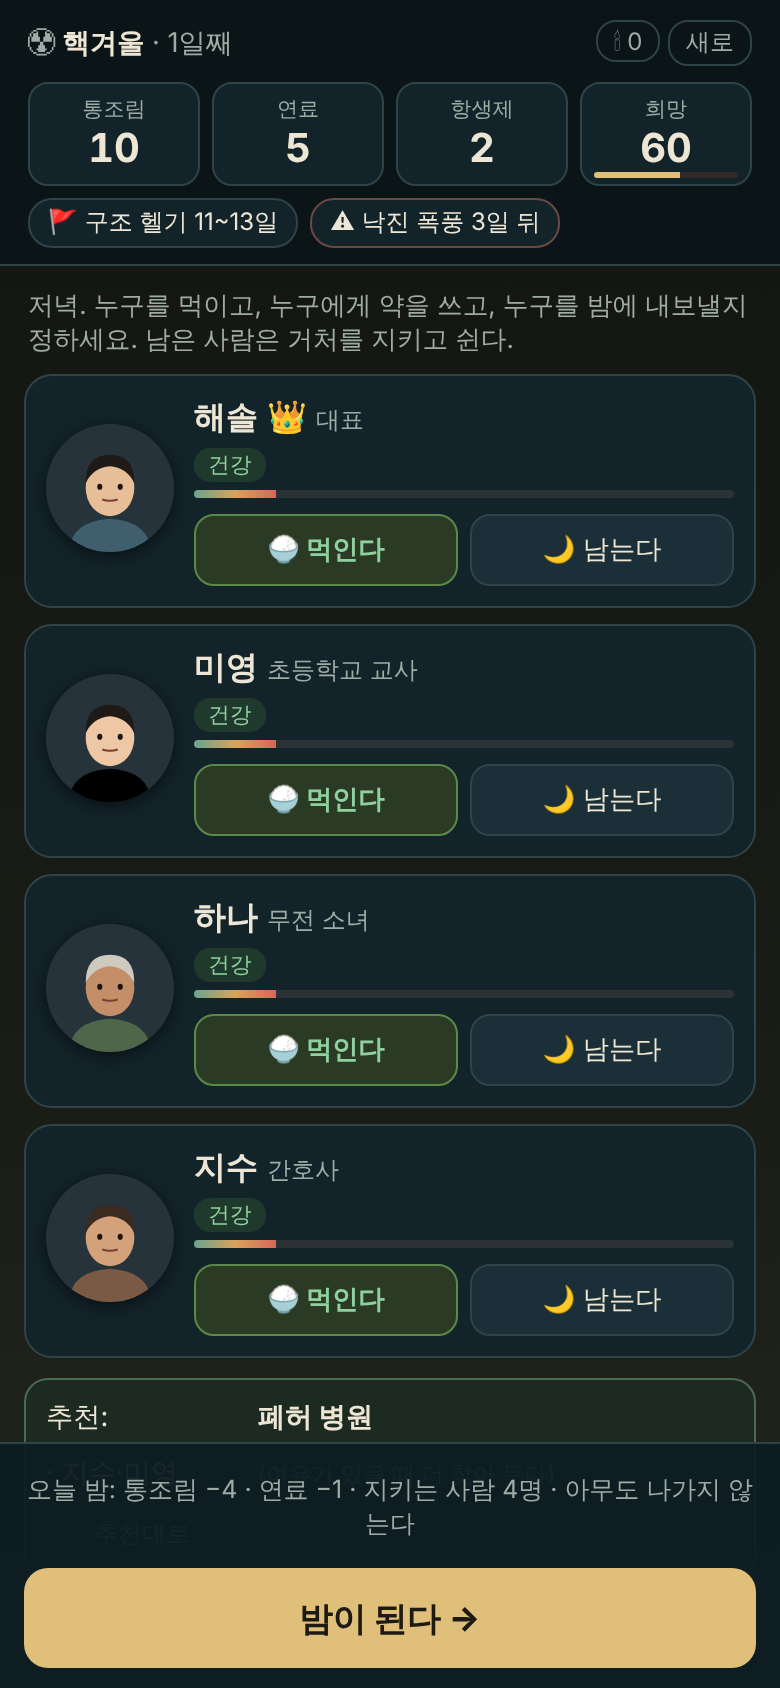 ☢ 핵겨울 · 1일째
🕯 0
새로
통조림
10
연료
5
항생제
2
희망
60
🚩 구조 헬기 11~13일
⚠ 낙진 폭풍 3일 뒤
저녁. 누구를 먹이고, 누구에게 약을 쓰고, 누구를 밤에 내보낼지
정하세요. 남은 사람은 거처를 지키고 쉰다.
해솔 👑 대표
건강
🍚 먹인다
🌙 남는다
미영 초등학교 교사
건강
🍚 먹인다
🌙 남는다
하나 무전 소녀
건강
🍚 먹인다
🌙 남는다
지수 간호사
건강
🍚 먹인다
🌙 남는다
추천: 폐허 병원
· 지수·미영
추천대로
오늘 밤: 통조림 −4 · 연료 −1 · 지키는 사람 4명 · 아무도 나가지 않
는다
밤이 된다 →